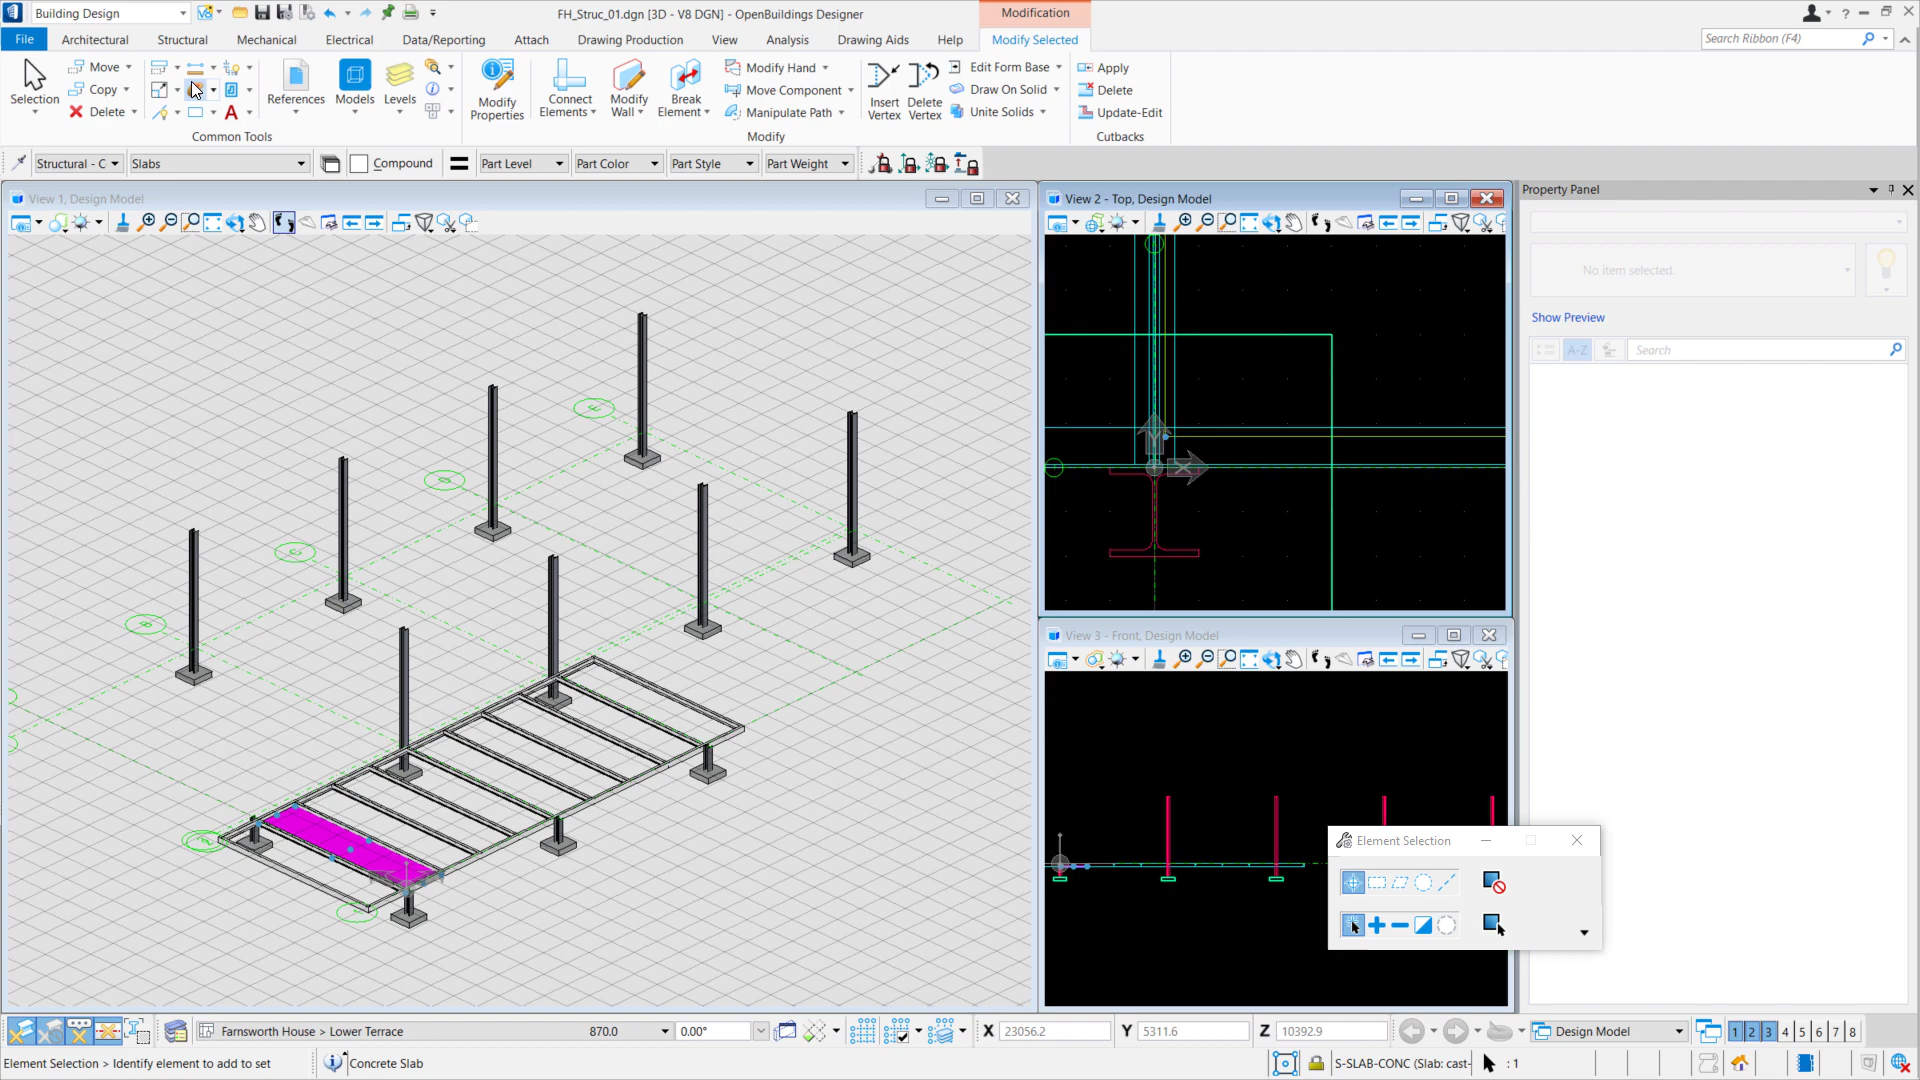 Building Design
FH_Struc_01.dgn [3D - V8 DGN] - OpenBuildings Designer
Modification
File
Architectural
Structural
Mechanical
Electrical
Data/Reporting
Attach
Drawing Production
View
Analysis
Drawing Aids
Help
Modify Selected
Search Ribbon (F4)
Selection
Move
Copy
Delete
References
Models
Levels
Common Tools
Modify Properties
Connect Elements
Modify Wall
Break Element
Modify Hand
Move Component
Manipulate Path
Insert Vertex
Delete Vertex
Edit Form Base
Draw On Solid
Unite Solids
Modify
Apply
Delete
Update-Edit
Cutbacks
Structural - C
Slabs
Compound
Part Level
Part Color
Part Style
Part Weight
View 1, Design Model
View 2 - Top, Design Model
Property Panel
No item selected.
Show Preview
A-Z
Search
E
D
C
B
Y
X
View 3 - Front, Design Model
Element Selection
Farnsworth House > Lower Terrace
870.0
0.00°
X 23056.2
Y 5311.6
Z 10392.9
Design Model
1 2 3 4 5 6 7 8
Element Selection > Identify element to add to set
Concrete Slab
S-SLAB-CONC (Slab: cast-
: 1